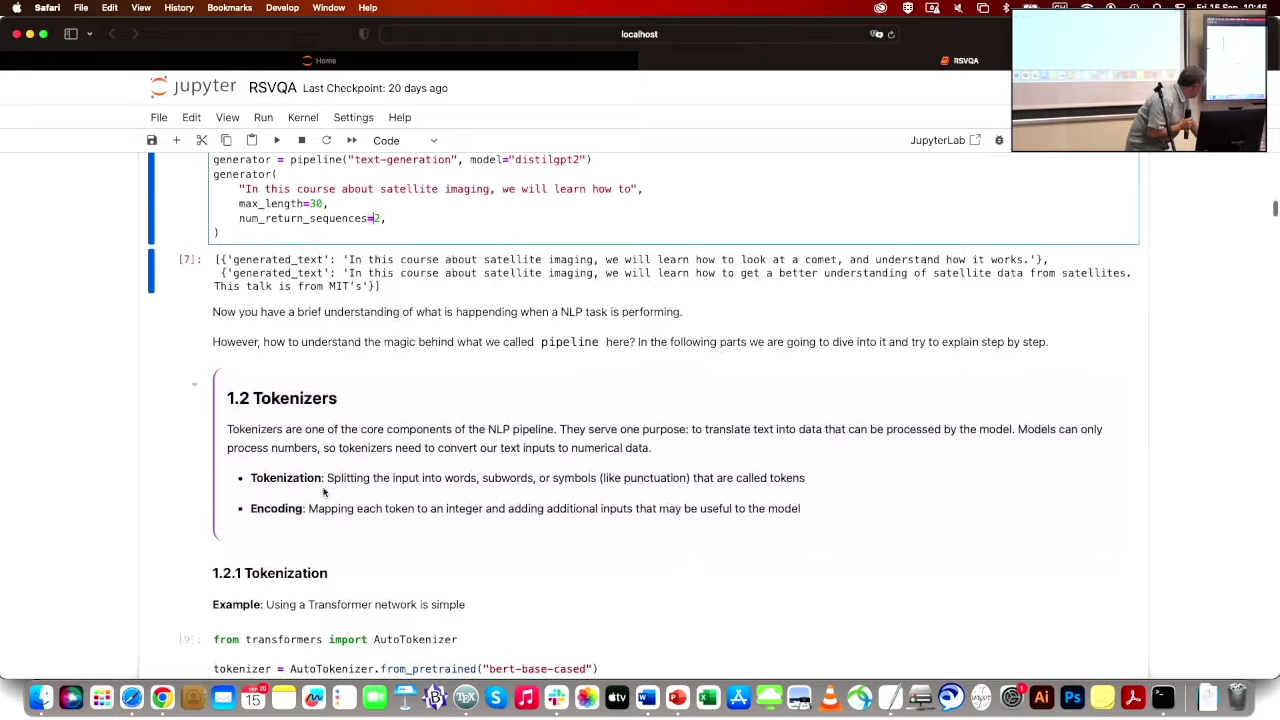 Safari File Edit View History Bookmarks Develop Window Help
localhost
Home
RSVQA
jupyter RSVQA Last Checkpoint: 20 days ago
File Edit View Run Kernel Settings Help
Code
JupyterLab
generator = pipeline("text-generation", model="distilgpt2")
generator(
"In this course about satellite imaging, we will learn how to",
max_length=30,
num_return_sequences=2,
)
[7]: [{'generated_text': 'In this course about satellite imaging, we will learn how to look at a comet, and understand how it works.'},
{'generated_text': 'In this course about satellite imaging, we will learn how to get a better understanding of satellite data from satellites.
This talk is from MIT's'}]
Now you have a brief understanding of what is happending when a NLP task is performing.
However, how to understand the magic behind what we called pipeline here? In the following parts we are going to dive into it and try to explain step by step.
1.2 Tokenizers
Tokenizers are one of the core components of the NLP pipeline. They serve one purpose: to translate text into data that can be processed by the model. Models can only
process numbers, so tokenizers need to convert our text inputs to numerical data.
• Tokenization: Splitting the input into words, subwords, or symbols (like punctuation) that are called tokens
• Encoding: Mapping each token to an integer and adding additional inputs that may be useful to the model
1.2.1 Tokenization
Example: Using a Transformer network is simple
[9]: from transformers import AutoTokenizer
tokenizer = AutoTokenizer.from_pretrained("bert-base-cased")